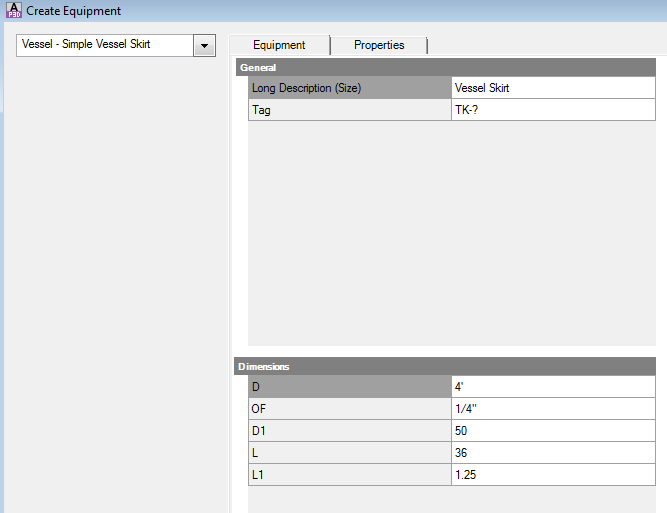 A
P3D
Create Equipment
Vessel - Simple Vessel Skirt
Equipment Properties
General
Long Description (Size) Vessel Skirt
Tag TK-?
Dimensions
D 4'
OF 1/4"
D1 50
L 36
L1 1.25